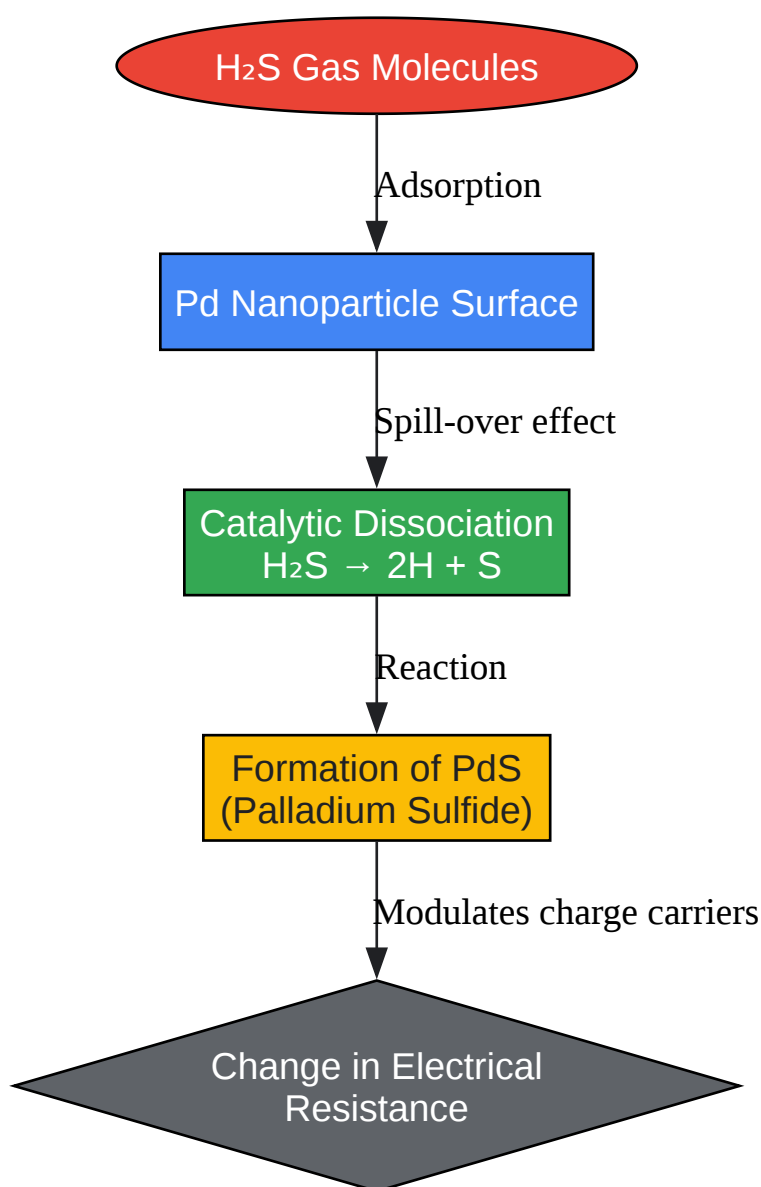 H₂S Gas Molecules
Adsorption
Pd Nanoparticle Surface
Spill-over effect
Catalytic Dissociation
H₂S → 2H + S
Reaction
Formation of PdS
(Palladium Sulfide)
Modulates charge carriers
Change in Electrical
Resistance